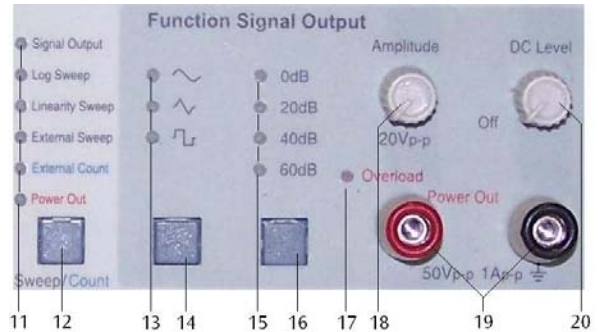 Function Signal Output
Signal Output
Log Sweep
Linearity Sweep
External Sweep
External Count
Power Out
Sweep/Count
0dB
20dB
40dB
60dB
Overload
Amplitude
20Vp-p
DC Level
Off
Power Out
50Vp-p 1Ap-p
11 12 13 14 15 16 17 18 19 20